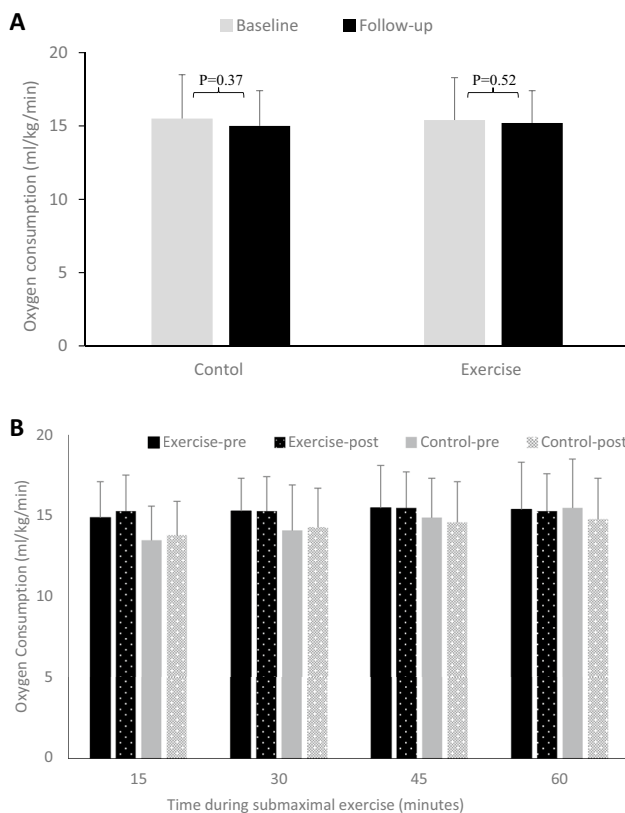 A
Baseline Follow-up
Oxygen consumption (ml/kg/min)
20
15
10
5
0
P=0.37
P=0.52
Contol
Exercise
B
Exercise-pre Exercise-post Control-pre Control-post
Oxygen Consumption (ml/kg/min)
20
15
10
5
0
15 30 45 60
Time during submaximal exercise (minutes)